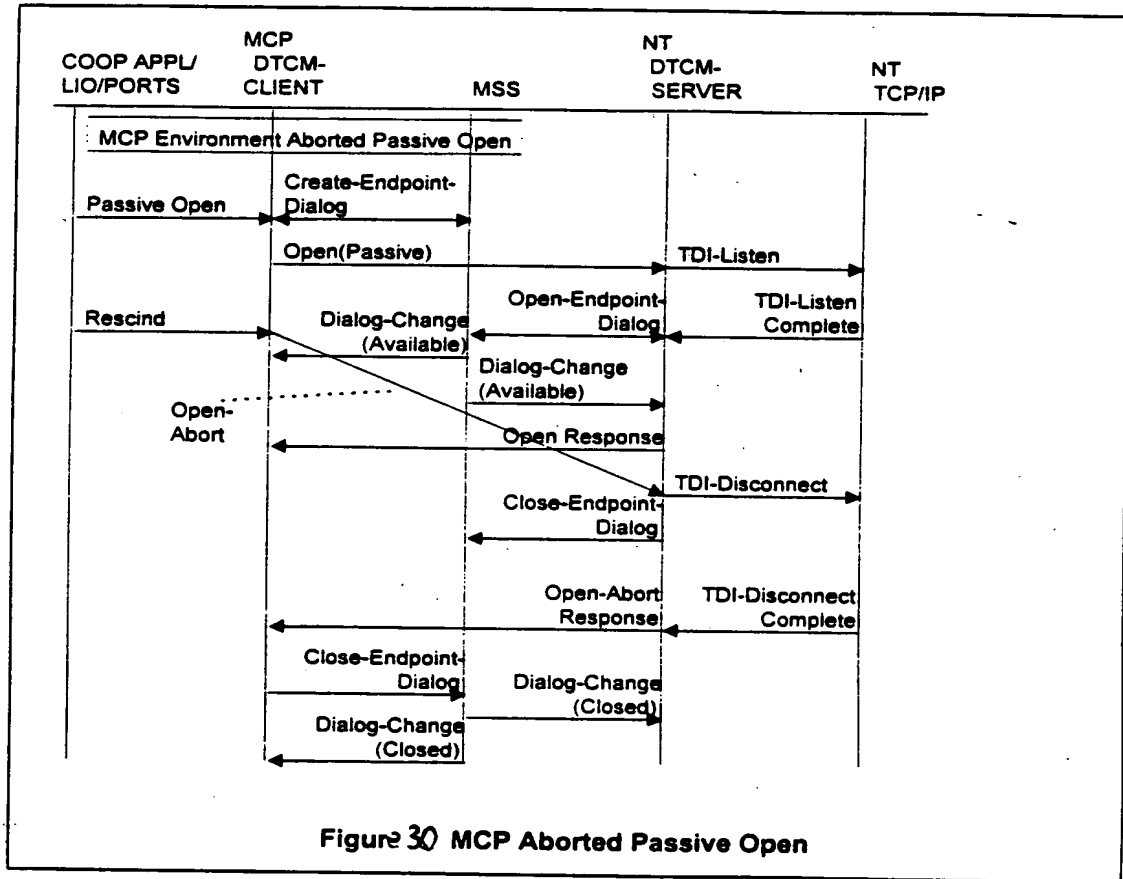 COOP APPL/
LIO/PORTS
MCP
DTCM-
CLIENT
MSS
NT
DTCM-
SERVER
NT
TCP/IP
MCP Environment Aborted Passive Open
Passive Open
Create-Endpoint-
Dialog
Open(Passive)
TDI-Listen
Rescind
Dialog-Change
(Available)
Open-Endpoint-
Dialog
TDI-Listen
Complete
Dialog-Change
(Available)
Open-
Abort
Open Response
TDI-Disconnect
Close-Endpoint-
Dialog
Open-Abort
Response
TDI-Disconnect
Complete
Close-Endpoint-
Dialog
Dialog-Change
(Closed)
Dialog-Change
(Closed)
Figure 30 MCP Aborted Passive Open